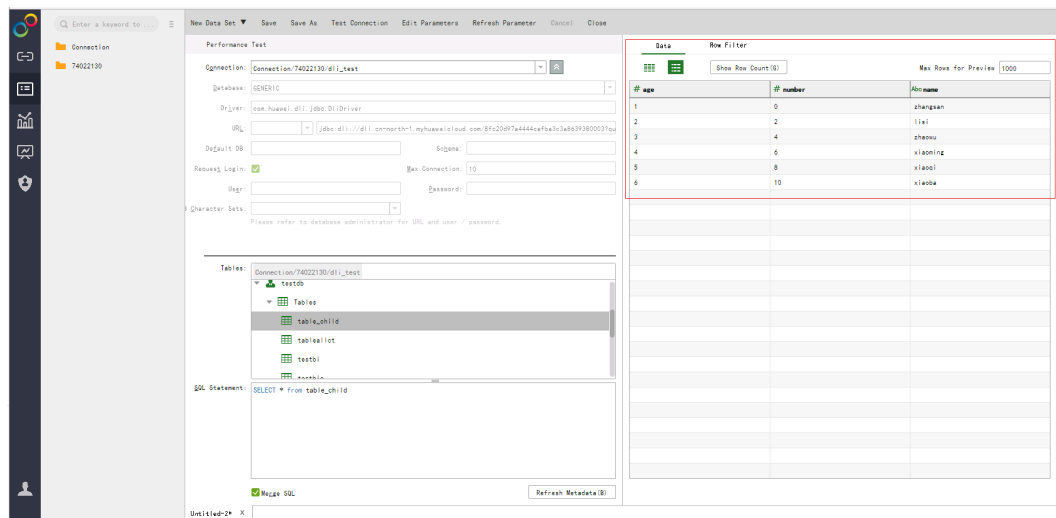 Enter a keyword to ...
Connection
74022130
New Data Set ▼ Save Save As Test Connection Edit Parameters Refresh Parameter Cancel Close
Performance Test
Connection: Connection/74022130/dli_test
Database: GENERIC
Driver: com.huawei.dli.jdbc.DliDriver
URL:
Default DB: Schema:
Request Login: Max Connection: 10
User: Password:
Character Sets:
Please refer to database administrator for URL and user / password.
Tables: Connection/74022130/dli_test
testdb
Tables
table_child
tablealict
testbi
SQL Statement: SELECT * from table_child
Merge SQL Refresh Metadata(B)
Untitled-2* X
Data Row Filter
Show Row Count(G) Max Rows for Preview 1000
# age # number Abc name
1 0 zhangsan
2 2 lisi
3 4 zhaowu
4 6 xiaoming
5 8 xiaoqi
6 10 xiaoba